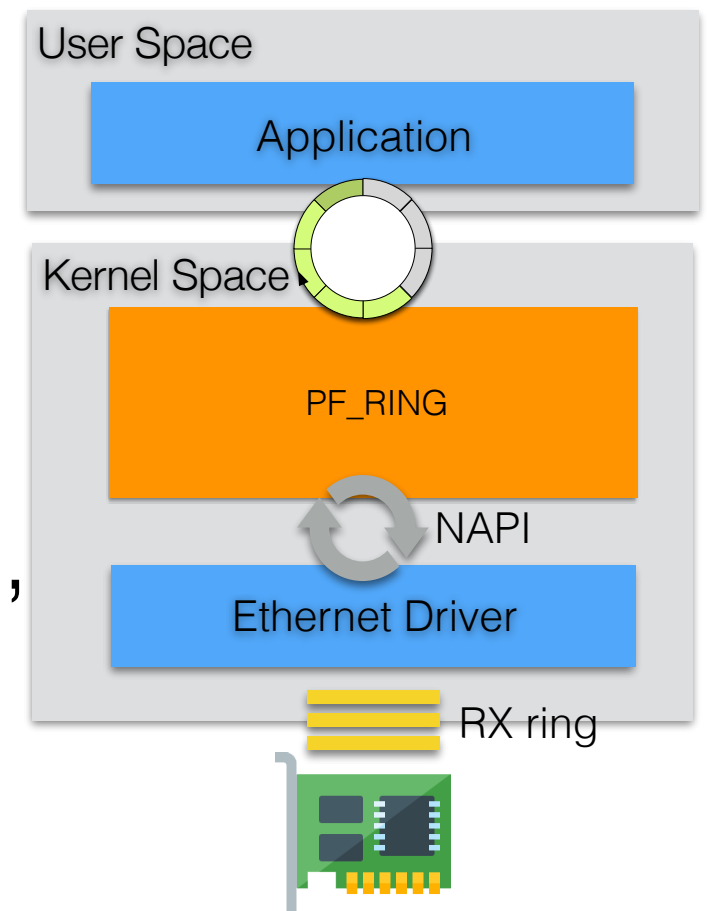 User Space
Application
Kernel Space
PF_RING
NAPI
,
Ethernet Driver
RX ring